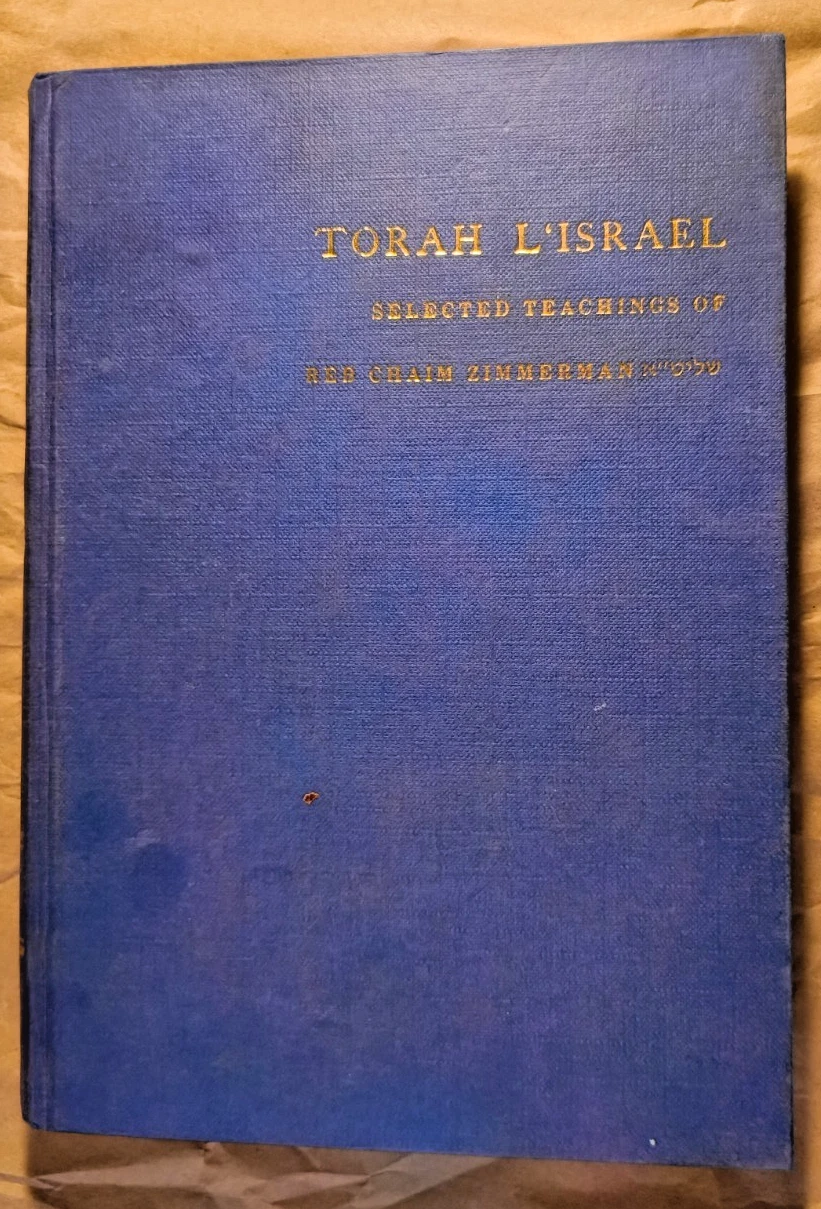 TORAH L'ISRAEL
SELECTED TEACHINGS OF
REB CHAIM ZIMMERMAN שליט"א